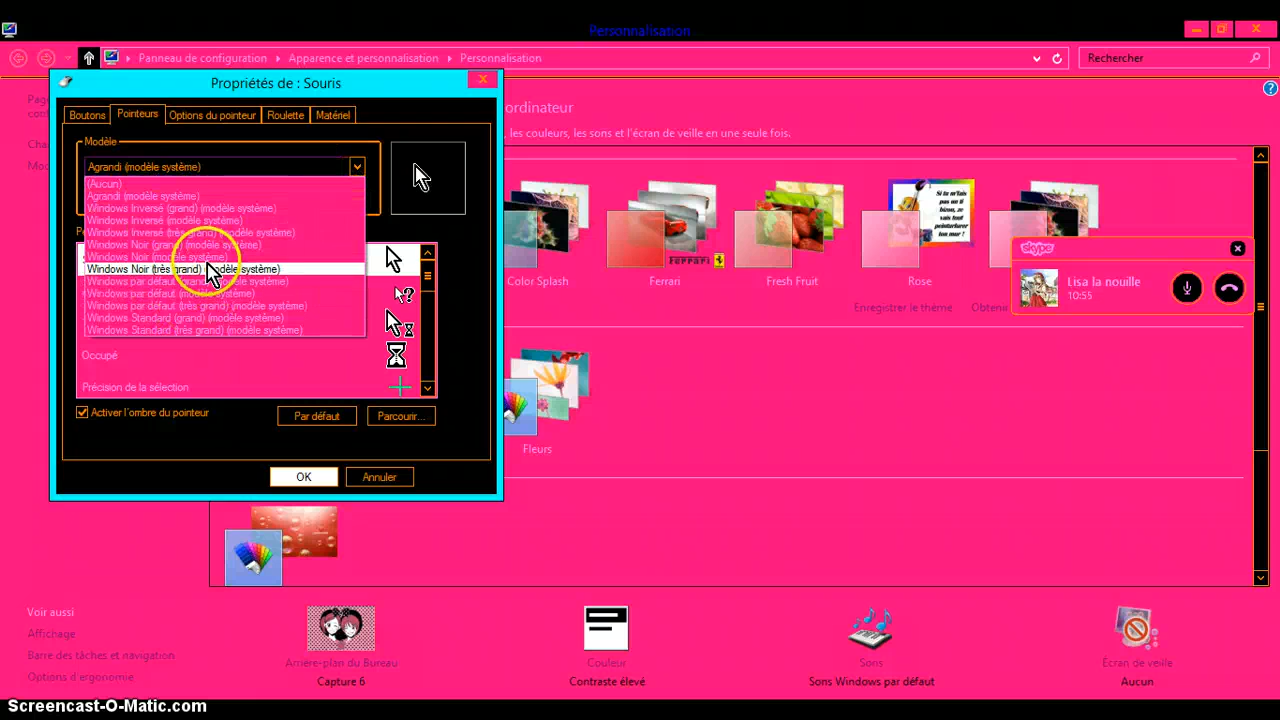 Personnalisation
Panneau de configuration
Apparence et personnalisation
Personnalisation
Rechercher
Propriétés de : Souris
Boutons
Pointeurs
Options du pointeur
Roulette
Matériel
Modèle
Agrandi (modèle système)
(Aucun)
Agrandi (modèle système)
Windows Inversé (grand) (modèle système)
Windows Inversé (modèle système)
Windows Inversé (très grand) (modèle système)
Windows Noir (grand) (modèle système)
Windows Noir (modèle système)
Windows Noir (très grand) (modèle système)
Windows par défaut (grand) (modèle système)
Windows par défaut (modèle système)
Windows par défaut (très grand) (modèle système)
Windows Standard (grand) (modèle système)
Windows Standard (très grand) (modèle système)
Occupé
Précision de la sélection
Activer l'ombre du pointeur
Par défaut
Parcourir...
OK
Annuler
ordinateur
, les couleurs, les sons et l'écran de veille en une seule fois.
Si tu m'fais
pas un iPhone
Color Splash
Ferrari
Fresh Fruit
Rose
Enregistrer le thème
Obteni
skype
Lisa la nouille
10:55
Fleurs
Voir aussi
Affichage
Barre des tâches et navigation
Options d'ergonomie
Arrière-plan du Bureau
Capture 6
Couleur
Contraste élevé
Sons
Sons Windows par défaut
Écran de veille
Aucun
Screencast-O-Matic.com